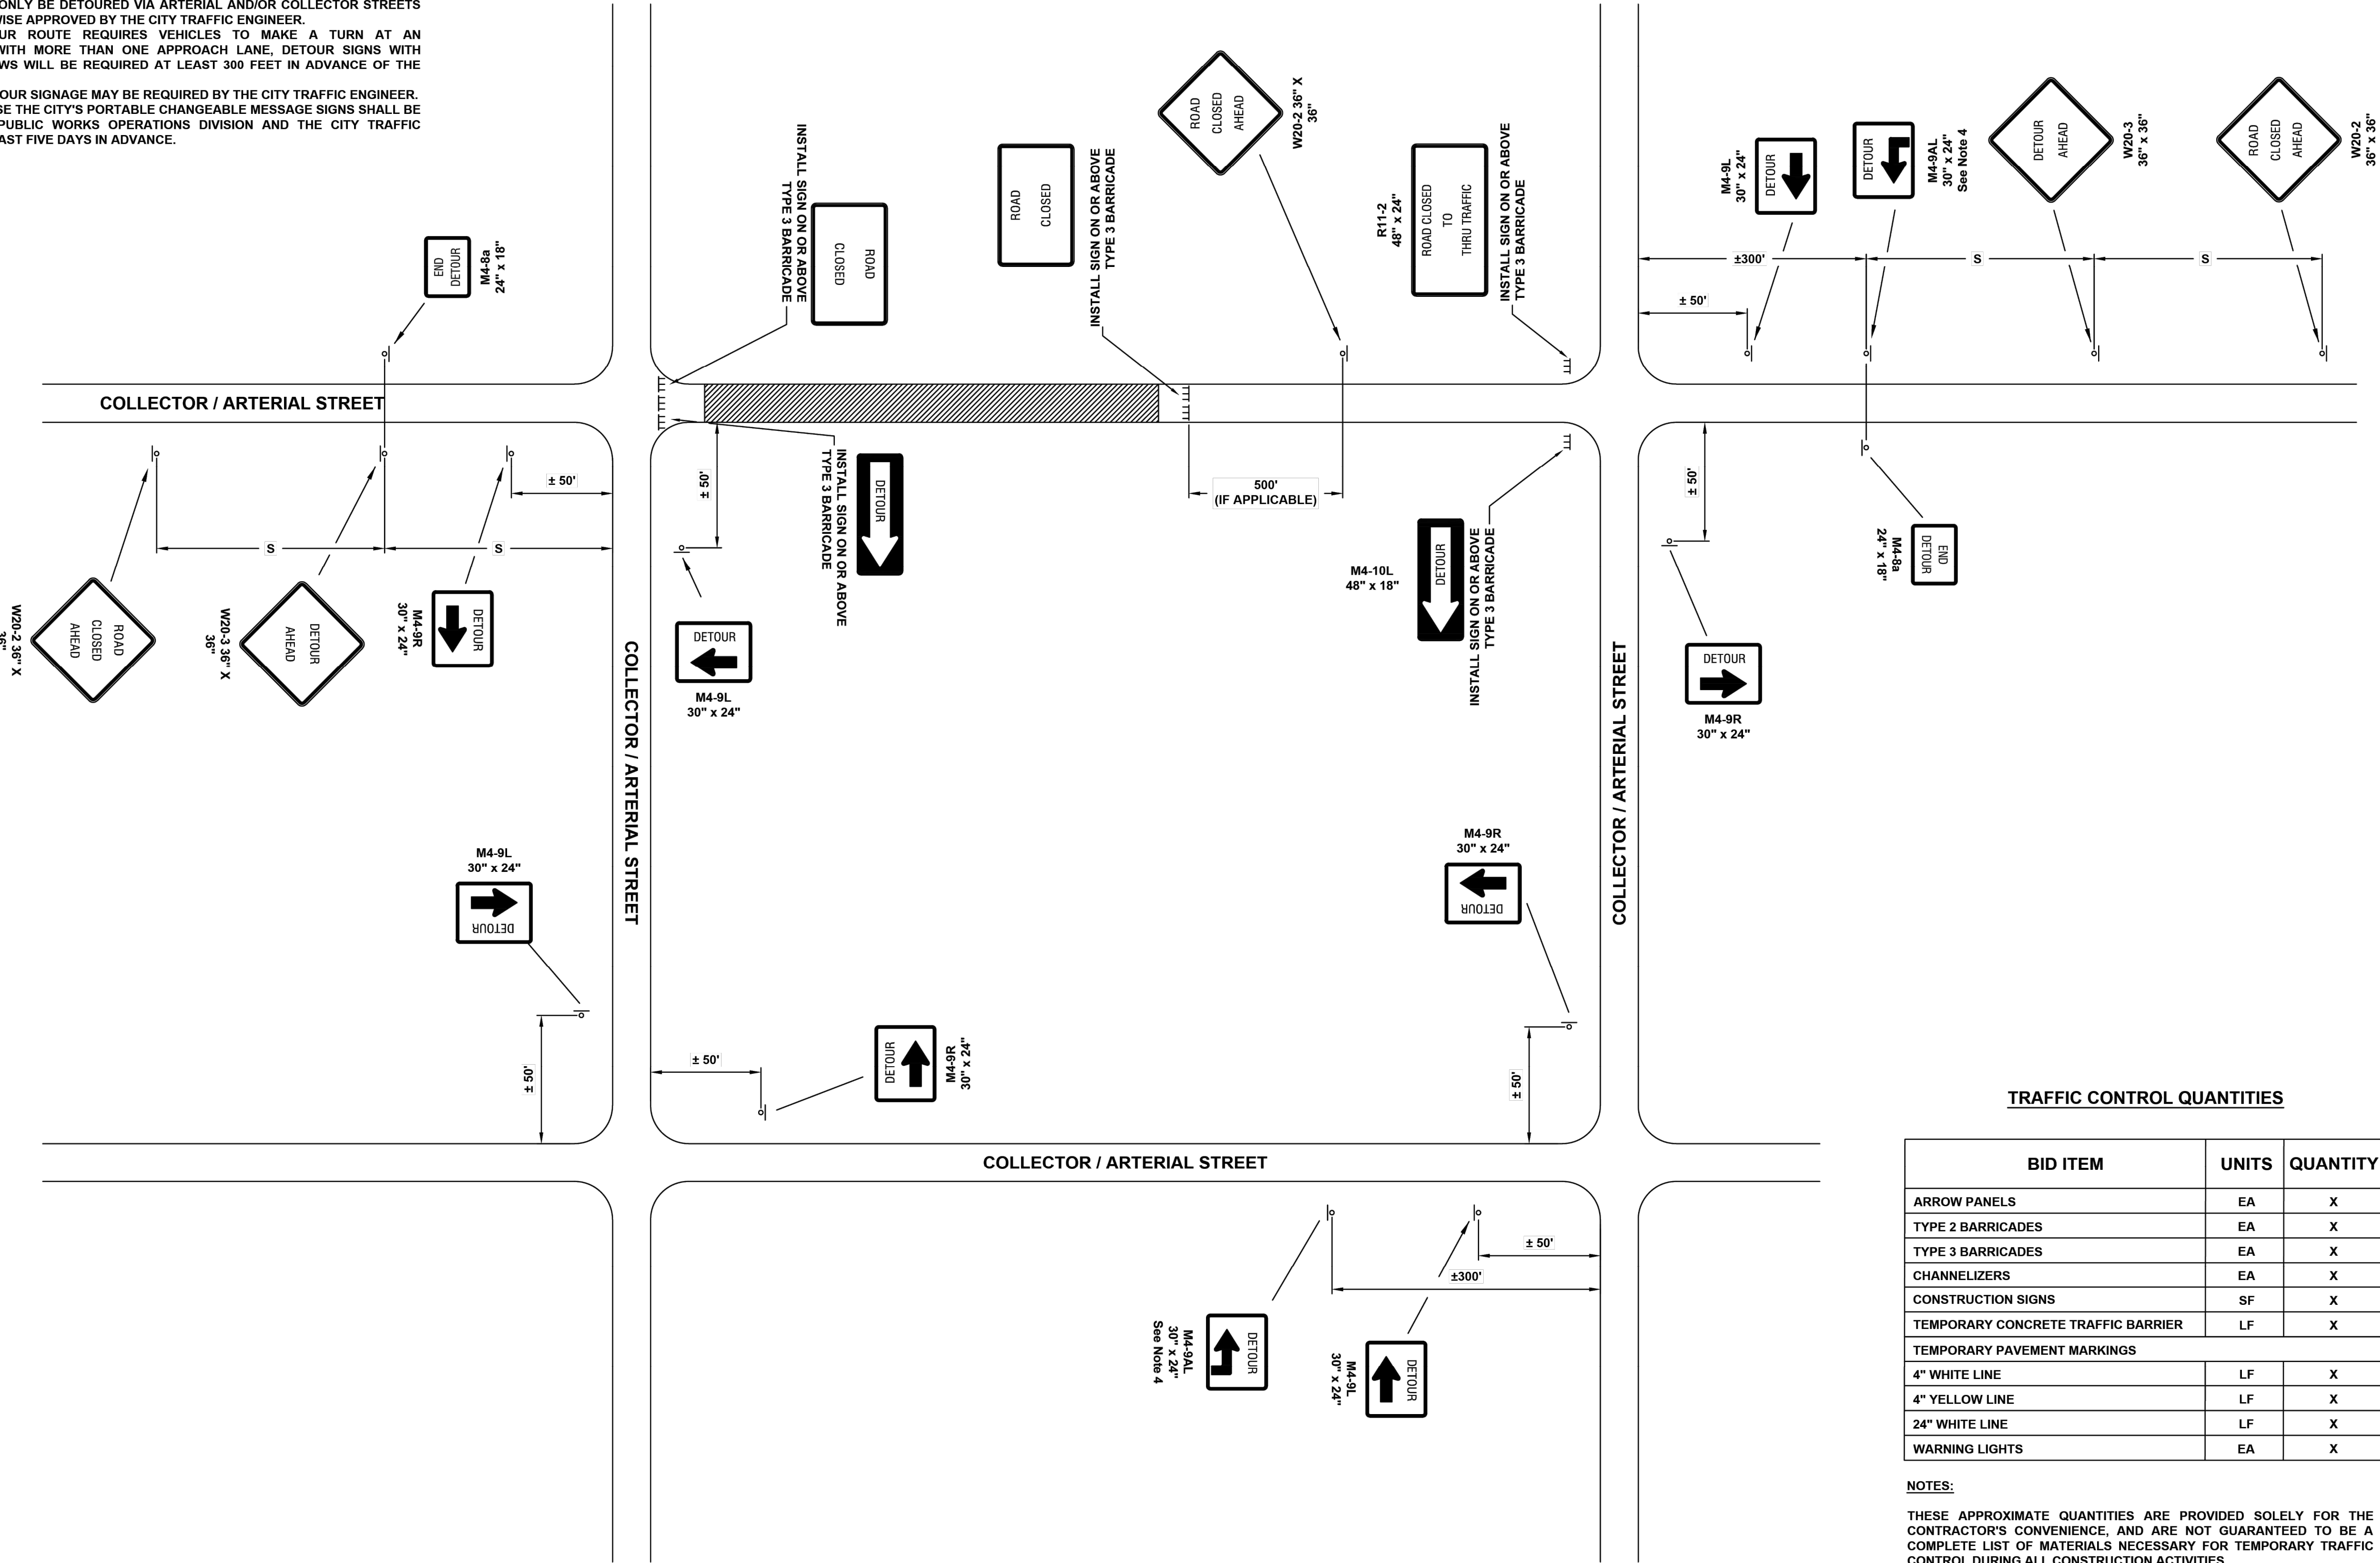 ONLY BE DETOURED VIA ARTERIAL AND/OR COLLECTOR STREETS
WISE APPROVED BY THE CITY TRAFFIC ENGINEER.
UR ROUTE REQUIRES VEHICLES TO MAKE A TURN AT AN
WITH MORE THAN ONE APPROACH LANE, DETOUR SIGNS WITH
WS WILL BE REQUIRED AT LEAST 300 FEET IN ADVANCE OF THE
OUR SIGNAGE MAY BE REQUIRED BY THE CITY TRAFFIC ENGINEER.
SE THE CITY'S PORTABLE CHANGEABLE MESSAGE SIGNS SHALL BE
PUBLIC WORKS OPERATIONS DIVISION AND THE CITY TRAFFIC
AST FIVE DAYS IN ADVANCE.
END
DETOUR
M4-8a
24" x 18"
INSTALL SIGN ON OR ABOVE
TYPE 3 BARRICADE
ROAD
CLOSED
ROAD
CLOSED
INSTALL SIGN ON OR ABOVE
TYPE 3 BARRICADE
ROAD
CLOSED
AHEAD
W20-2 36" X
36"
R11-2
48" x 24"
ROAD CLOSED
TO
THRU TRAFFIC
INSTALL SIGN ON OR ABOVE
TYPE 3 BARRICADE
M4-9L
30" x 24"
DETOUR
DETOUR
M4-9AL
30" x 24"
See Note 4
DETOUR
AHEAD
W20-3
36" x 36"
ROAD
CLOSED
AHEAD
W20-2
36" x 36"
±300'
S
S
± 50'
COLLECTOR / ARTERIAL STREET
± 50'
S
S
W20-2 36" X
36"
ROAD
CLOSED
AHEAD
W20-3 36" X
36"
DETOUR
AHEAD
M4-9R
30" x 24"
DETOUR
± 50'
DETOUR
M4-9L
30" x 24"
INSTALL SIGN ON OR ABOVE
TYPE 3 BARRICADE
DETOUR
500'
(IF APPLICABLE)
M4-10L
48" x 18"
DETOUR
INSTALL SIGN ON OR ABOVE
TYPE 3 BARRICADE
± 50'
M4-8a
24" x 18"
END
DETOUR
DETOUR
M4-9R
30" x 24"
COLLECTOR / ARTERIAL STREET
COLLECTOR / ARTERIAL STREET
M4-9L
30" x 24"
DETOUR
± 50'
± 50'
DETOUR
M4-9R
30" x 24"
M4-9R
30" x 24"
DETOUR
± 50'
COLLECTOR / ARTERIAL STREET
± 50'
±300'
M4-9AL
30" x 24"
See Note 4
DETOUR
M4-9L
30" x 24"
DETOUR
TRAFFIC CONTROL QUANTITIES
BID ITEM UNITS QUANTITY
ARROW PANELS EA X
TYPE 2 BARRICADES EA X
TYPE 3 BARRICADES EA X
CHANNELIZERS EA X
CONSTRUCTION SIGNS SF X
TEMPORARY CONCRETE TRAFFIC BARRIER LF X
TEMPORARY PAVEMENT MARKINGS
4" WHITE LINE LF X
4" YELLOW LINE LF X
24" WHITE LINE LF X
WARNING LIGHTS EA X
NOTES:
THESE APPROXIMATE QUANTITIES ARE PROVIDED SOLELY FOR THE
CONTRACTOR'S CONVENIENCE, AND ARE NOT GUARANTEED TO BE A
COMPLETE LIST OF MATERIALS NECESSARY FOR TEMPORARY TRAFFIC
CONTROL DURING ALL CONSTRUCTION ACTIVITIES